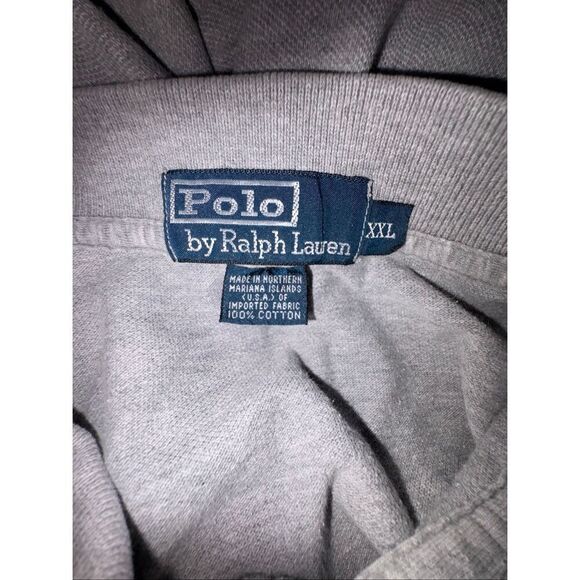 Polo
by Ralph Lauren
XXL
MADE IN NORTHERN
MARIANA ISLANDS
(U.S.A.) OF
IMPORTED FABRIC
100% COTTON